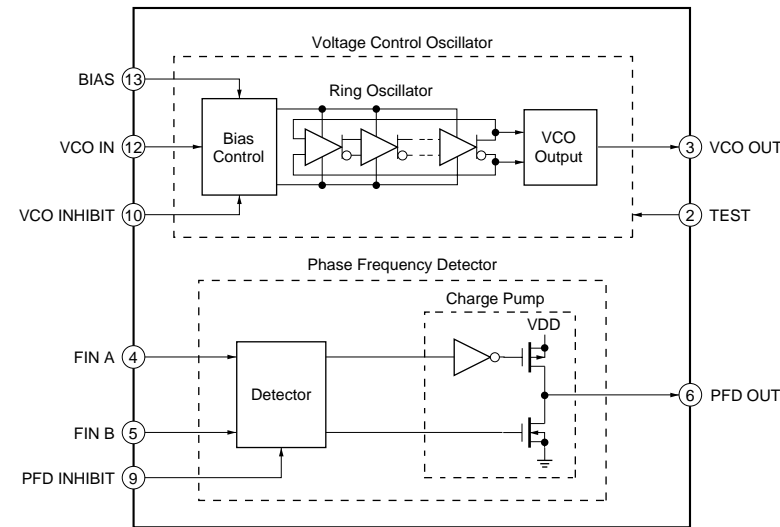 Voltage Control Oscillator
BIAS 13
Ring Oscillator
VCO IN 12
Bias
Control
VCO
Output
3 VCO OUT
VCO INHIBIT 10
2 TEST
Phase Frequency Detector
Charge Pump
VDD
FIN A 4
Detector
6 PFD OUT
FIN B 5
PFD INHIBIT 9